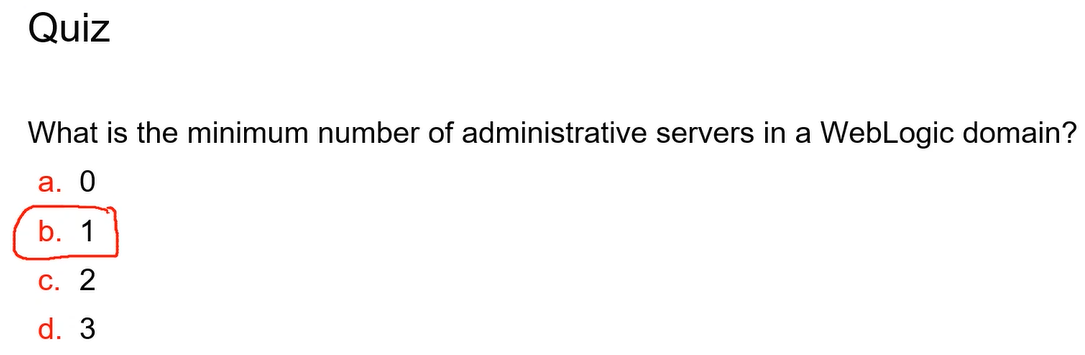 Quiz
What is the minimum number of administrative servers in a WebLogic domain?
a. 0
b. 1
c. 2
d. 3